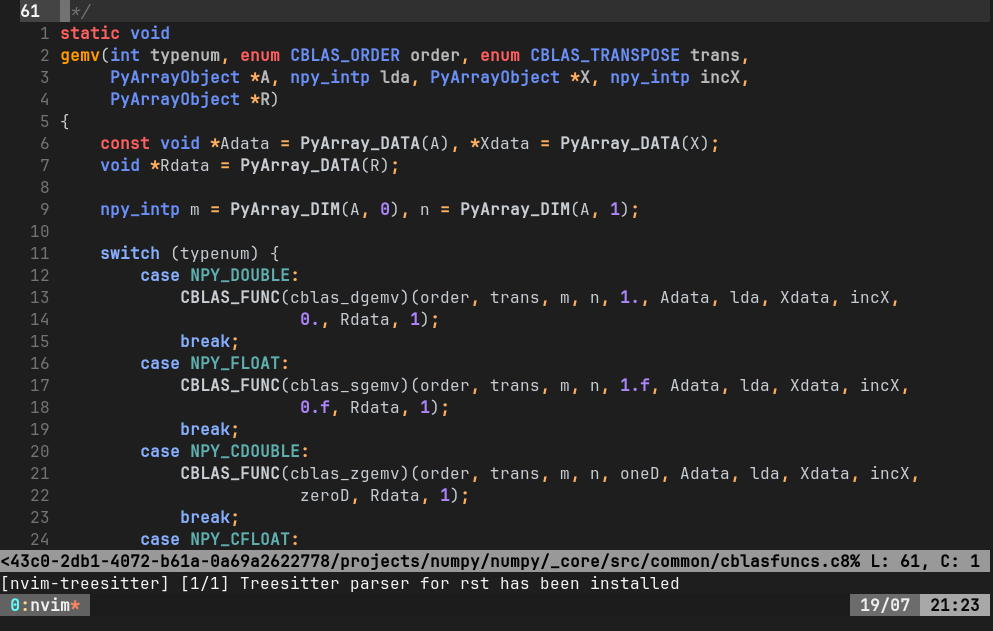 61 */
1 static void
2 gemv(int typenum, enum CBLAS_ORDER order, enum CBLAS_TRANSPOSE trans,
3 PyArrayObject *A, npy_intp lda, PyArrayObject *X, npy_intp incX,
4 PyArrayObject *R)
5 {
6 const void *Adata = PyArray_DATA(A), *Xdata = PyArray_DATA(X);
7 void *Rdata = PyArray_DATA(R);
8
9 npy_intp m = PyArray_DIM(A, 0), n = PyArray_DIM(A, 1);
10
11 switch (typenum) {
12 case NPY_DOUBLE:
13 CBLAS_FUNC(cblas_dgemv)(order, trans, m, n, 1., Adata, lda, Xdata, incX,
14 0., Rdata, 1);
15 break;
16 case NPY_FLOAT:
17 CBLAS_FUNC(cblas_sgemv)(order, trans, m, n, 1.f, Adata, lda, Xdata, incX,
18 0.f, Rdata, 1);
19 break;
20 case NPY_CDOUBLE:
21 CBLAS_FUNC(cblas_zgemv)(order, trans, m, n, oneD, Adata, lda, Xdata, incX,
22 zeroD, Rdata, 1);
23 break;
24 case NPY_CFLOAT:
<43c0-2db1-4072-b61a-0a69a2622778/projects/numpy/numpy/_core/src/common/cblasfuncs.c8% L: 61, C: 1
[nvim-treesitter] [1/1] Treesitter parser for rst has been installed
0:nvim* 19/07 21:23